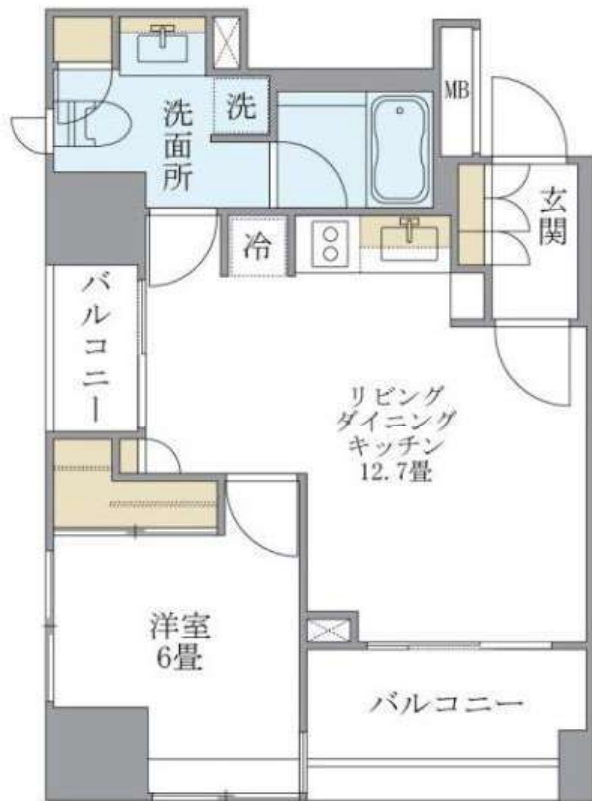 MB
洗
洗面所
玄関
冷
バルコニー
リビング
ダイニング
キッチン
12.7畳
洋室
6畳
バルコニー